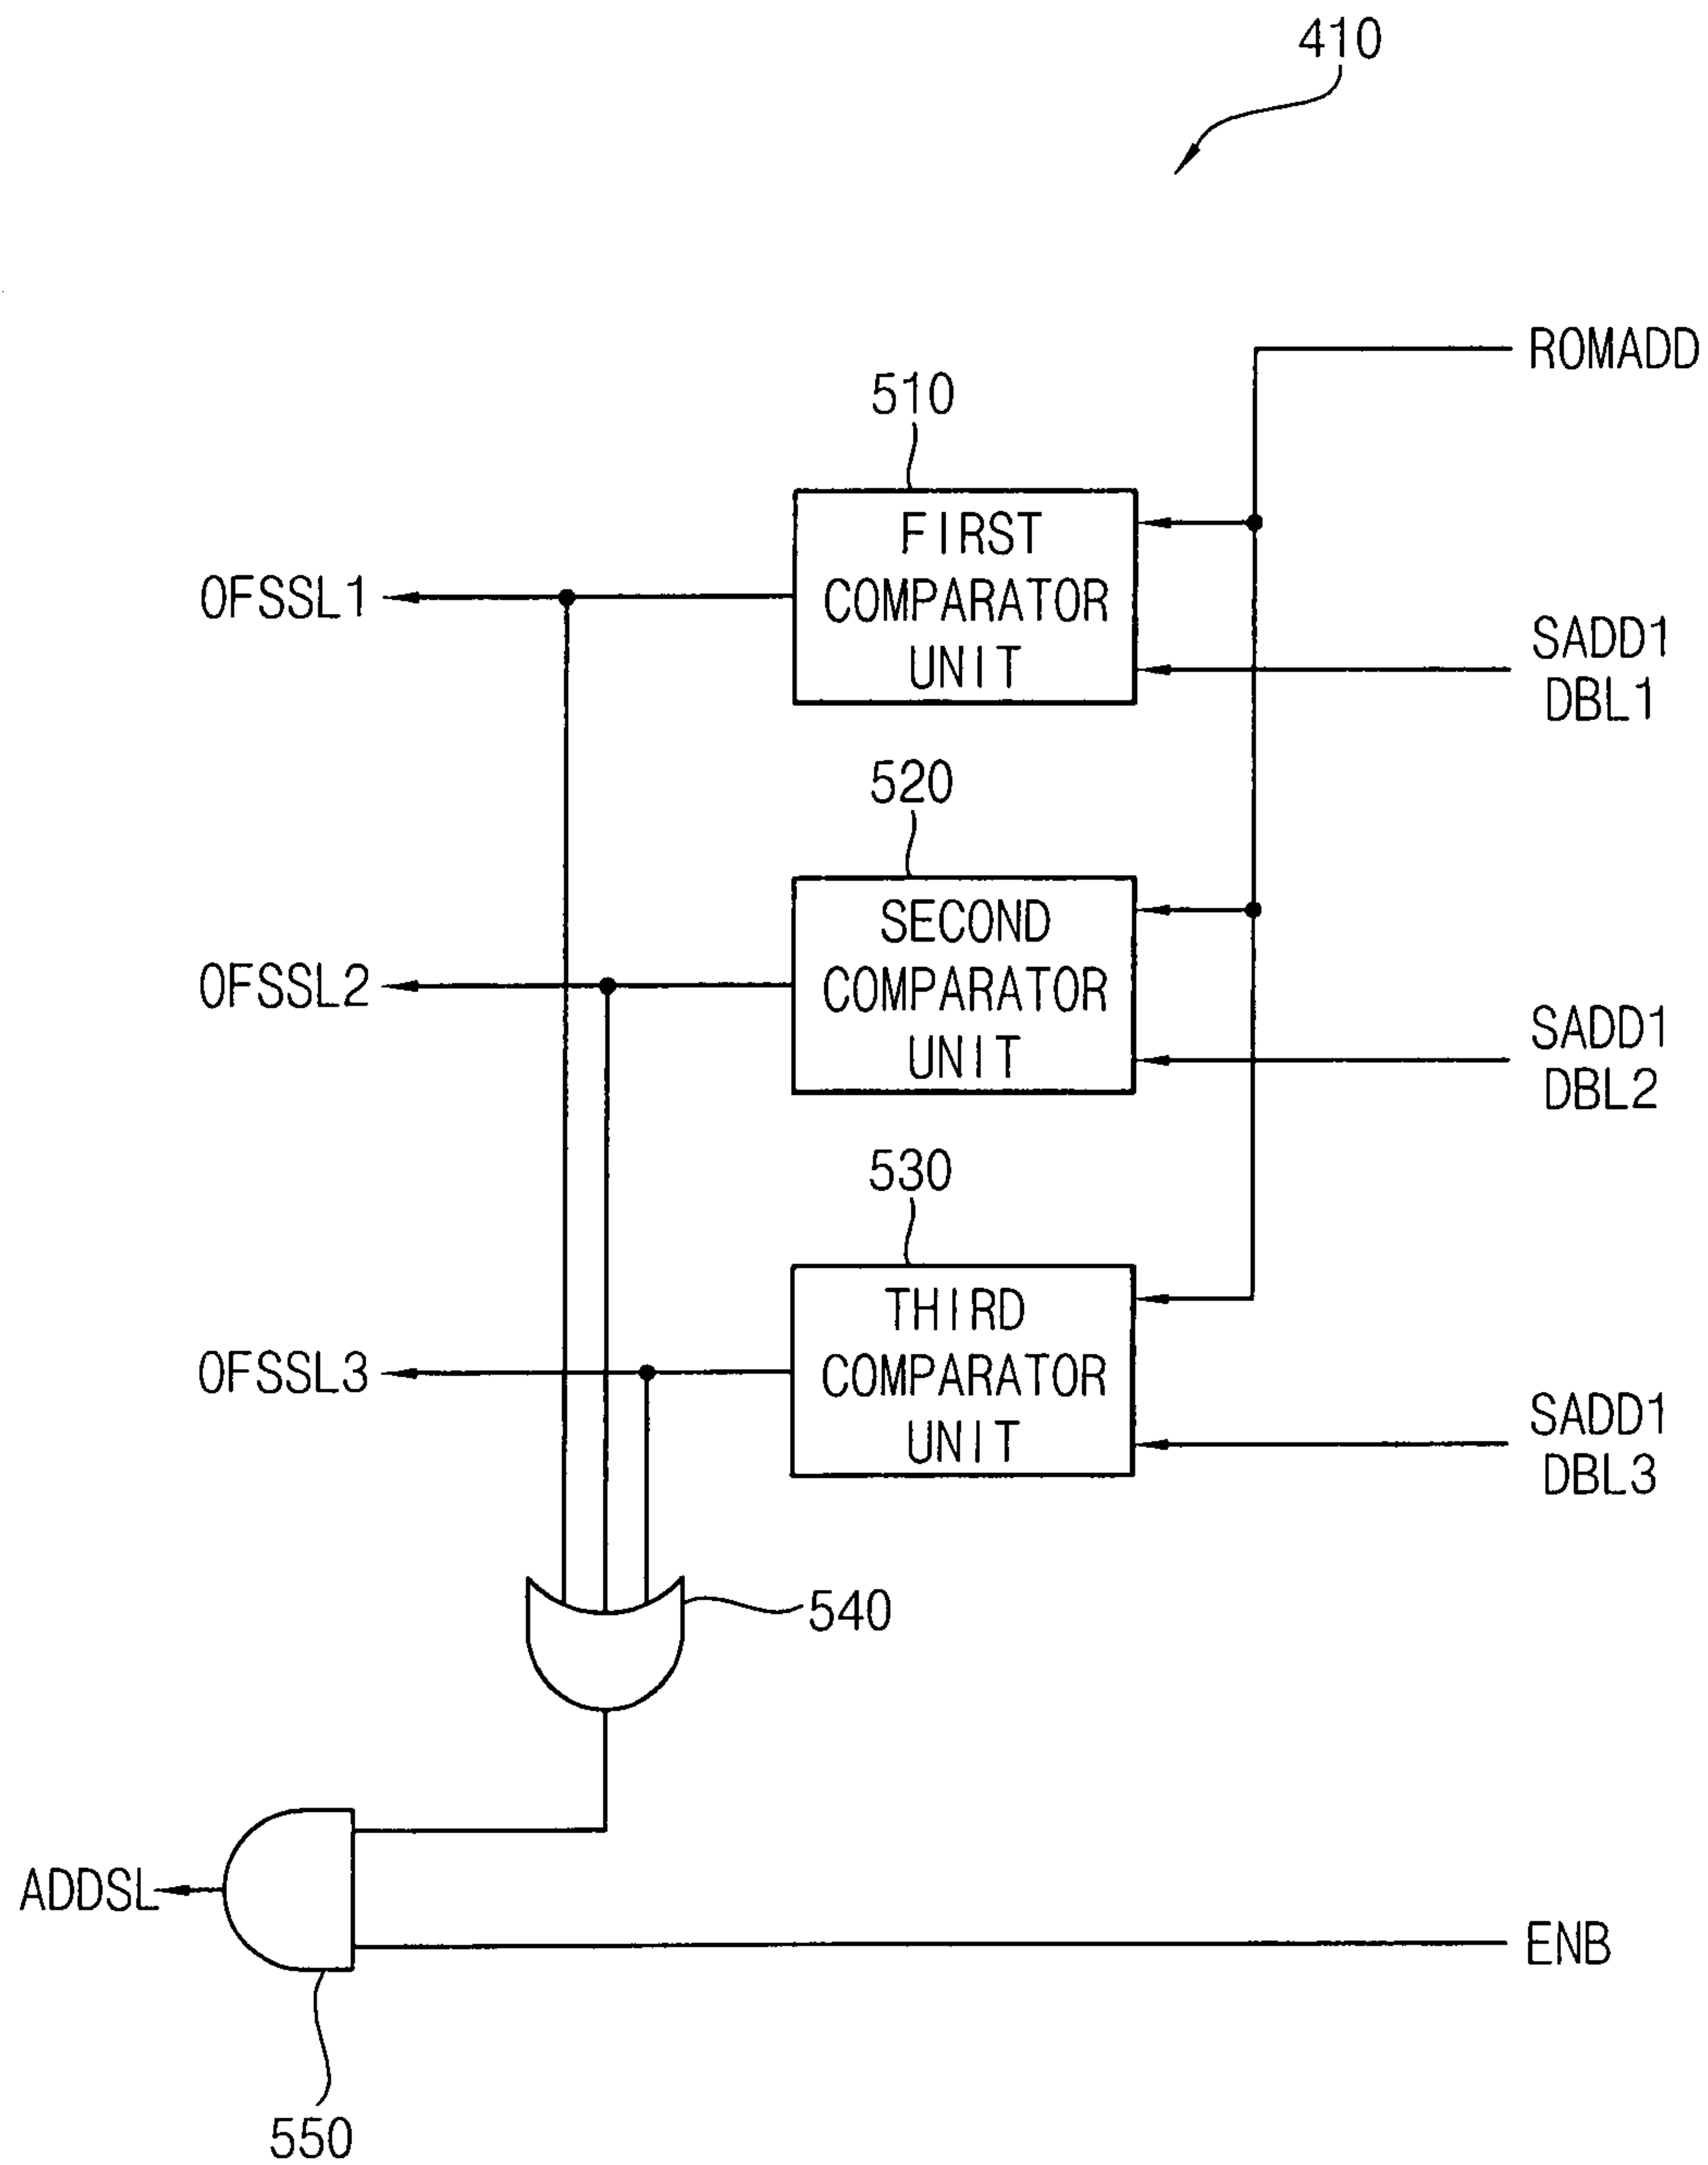 410
ROMADD
510
FIRST
COMPARATOR
UNIT
OFSSL1
SADD1
DBL1
520
SECOND
COMPARATOR
UNIT
OFSSL2
SADD1
DBL2
530
THIRD
COMPARATOR
UNIT
OFSSL3
SADD1
DBL3
540
ADDSL
ENB
550